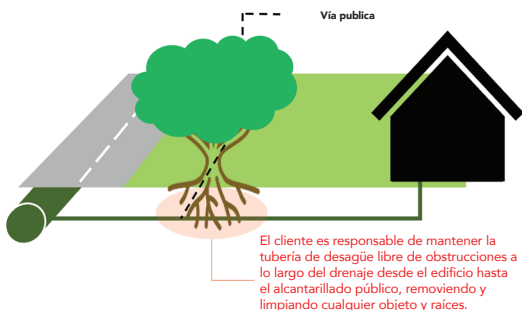 Vía publica
El cliente es responsable de mantener la
tubería de desagüe libre de obstrucciones a
lo largo del drenaje desde el edificio hasta
el alcantarillado público, removiendo y
limpiando cualquier objeto y raíces.